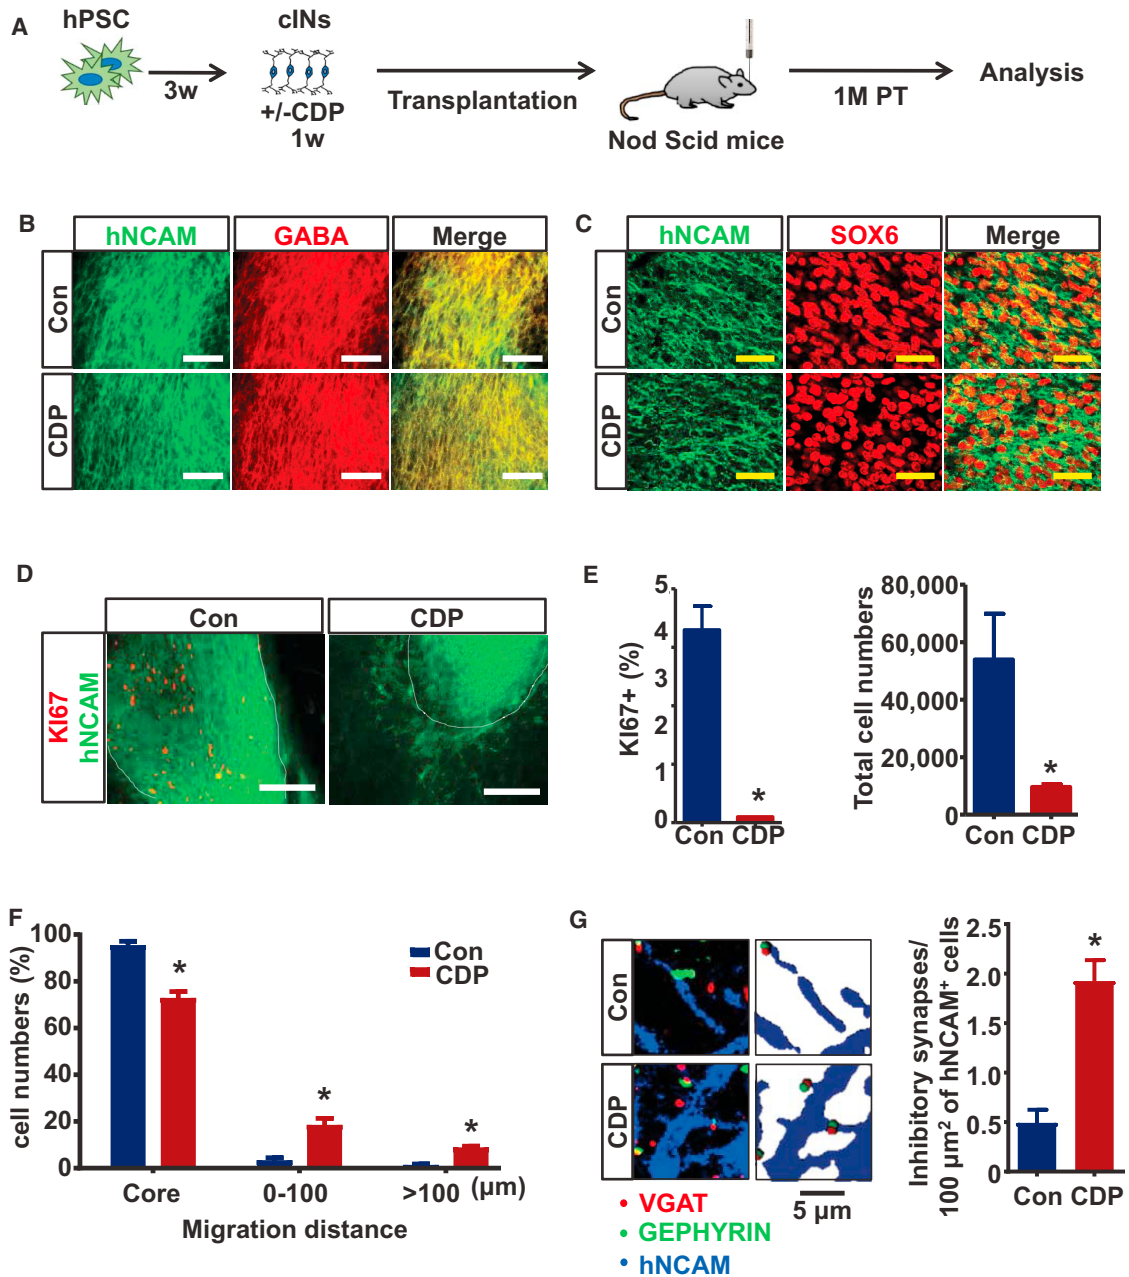 A
hPSC
3w
cINs
+/-CDP
1w
Transplantation
Nod Scid mice
1M PT
Analysis
B
hNCAM
GABA
Merge
Con
CDP
C
hNCAM
SOX6
Merge
Con
CDP
D
Con
CDP
KI67
hNCAM
E
KI67+ (%)
5
4
3
2
1
0
*
Con CDP
Total cell numbers
80,000
60,000
40,000
20,000
0
*
Con CDP
F
cell numbers (%)
100
80
60
40
20
0
Con
CDP
*
*
*
Core
0-100
>100
(µm)
Migration distance
G
Con
CDP
• VGAT
• GEPHYRIN
• hNCAM
5 µm
Inhibitory synapses/
100 µm² of hNCAM⁺ cells
2.5
2.0
1.5
1.0
0.5
0
*
Con CDP